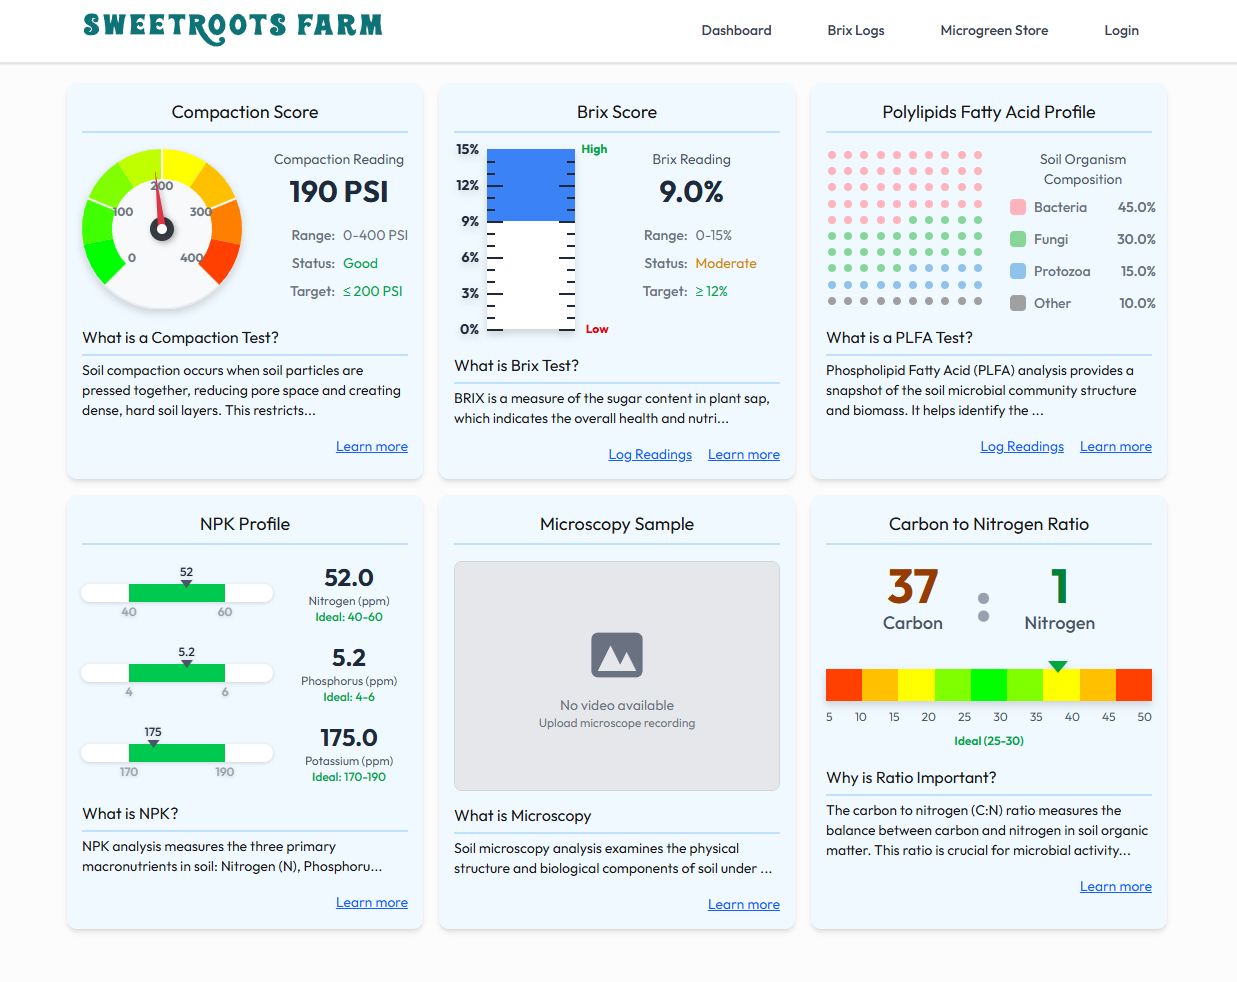 SWEETROOTS FARM
Dashboard
Brix Logs
Microgreen Store
Login
Compaction Score
200
100
300
0
400
Compaction Reading
190 PSI
Range: 0-400 PSI
Status: Good
Target: ≤ 200 PSI
What is a Compaction Test?
Soil compaction occurs when soil particles are
pressed together, reducing pore space and creating
dense, hard soil layers. This restricts...
Learn more
Brix Score
15%
12%
9%
6%
3%
0%
High
Low
Brix Reading
9.0%
Range: 0-15%
Status: Moderate
Target: ≥ 12%
What is Brix Test?
BRIX is a measure of the sugar content in plant sap,
which indicates the overall health and nutri...
Log Readings Learn more
Polylipids Fatty Acid Profile
Soil Organism
Composition
Bacteria 45.0%
Fungi 30.0%
Protozoa 15.0%
Other 10.0%
What is a PLFA Test?
Phospholipid Fatty Acid (PLFA) analysis provides a
snapshot of the soil microbial community structure
and biomass. It helps identify the ...
Log Readings Learn more
NPK Profile
52
40 60
52.0
Nitrogen (ppm)
Ideal: 40-60
5.2
4 6
5.2
Phosphorus (ppm)
Ideal: 4-6
175
170 190
175.0
Potassium (ppm)
Ideal: 170-190
What is NPK?
NPK analysis measures the three primary
macronutrients in soil: Nitrogen (N), Phosphoru...
Learn more
Microscopy Sample
No video available
Upload microscope recording
What is Microscopy
Soil microscopy analysis examines the physical
structure and biological components of soil under ...
Learn more
Carbon to Nitrogen Ratio
37 : 1
Carbon Nitrogen
5 10 15 20 25 30 35 40 45 50
Ideal (25-30)
Why is Ratio Important?
The carbon to nitrogen (C:N) ratio measures the
balance between carbon and nitrogen in soil organic
matter. This ratio is crucial for microbial activity...
Learn more